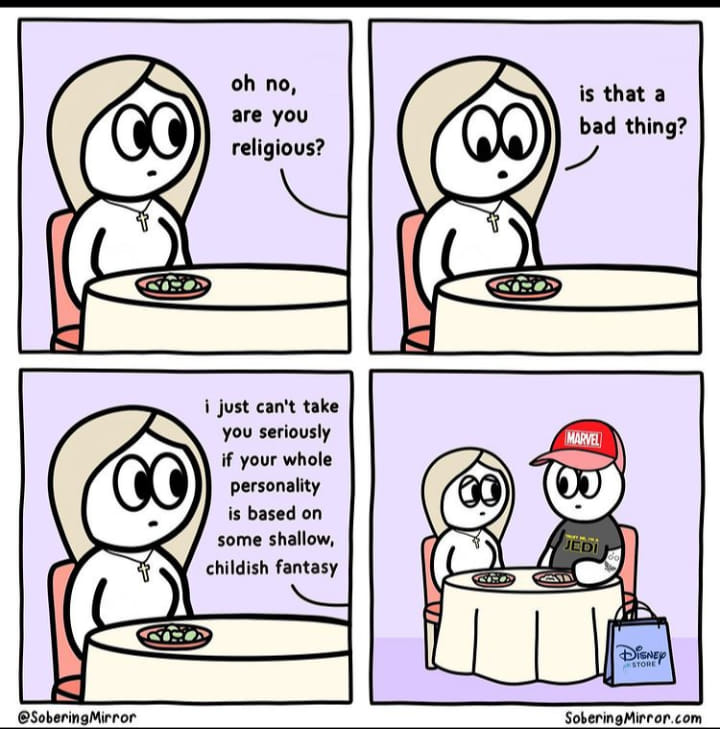 oh no,
are you
religious?
is that a
bad thing?
i just can't take
you seriously
if your whole
personality
is based on
some shallow,
childish fantasy
MARVEL
JEDI
DISNEY
STORE
@SoberingMirror
SoberingMirror.com